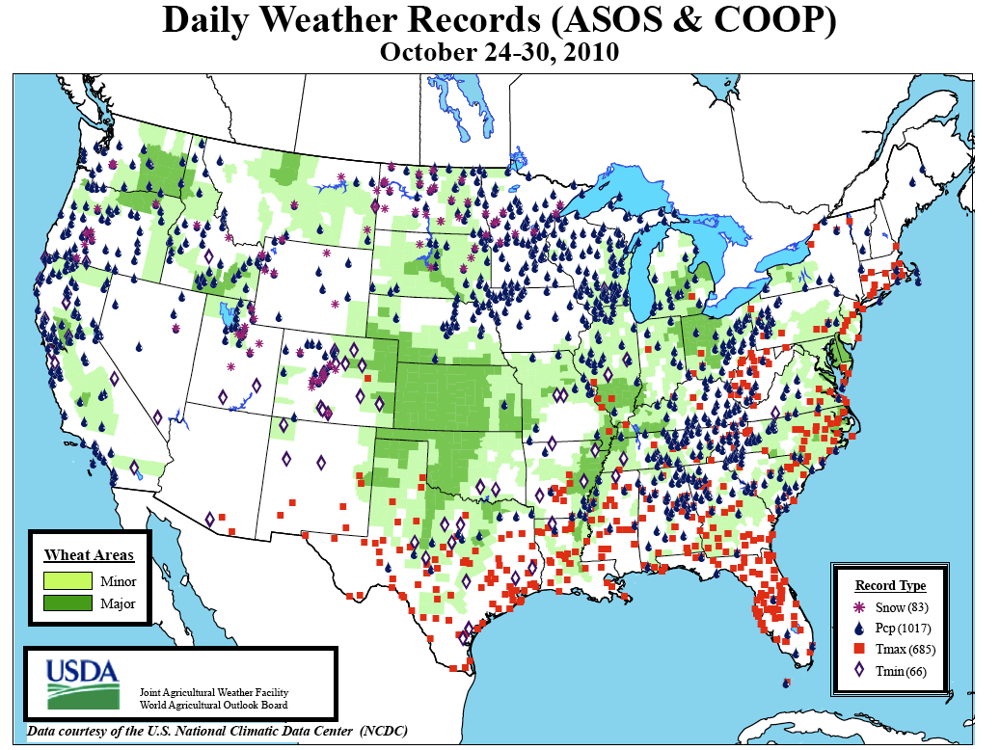 Daily Weather Records (ASOS & COOP)
October 24-30, 2010
Wheat Areas
Minor
Major
Record Type
Snow (83)
Pcp (1017)
Tmax (685)
Tmin (66)
USDA
Joint Agricultural Weather Facility
World Agricultural Outlook Board
Data courtesy of the U.S. National Climatic Data Center (NCDC)